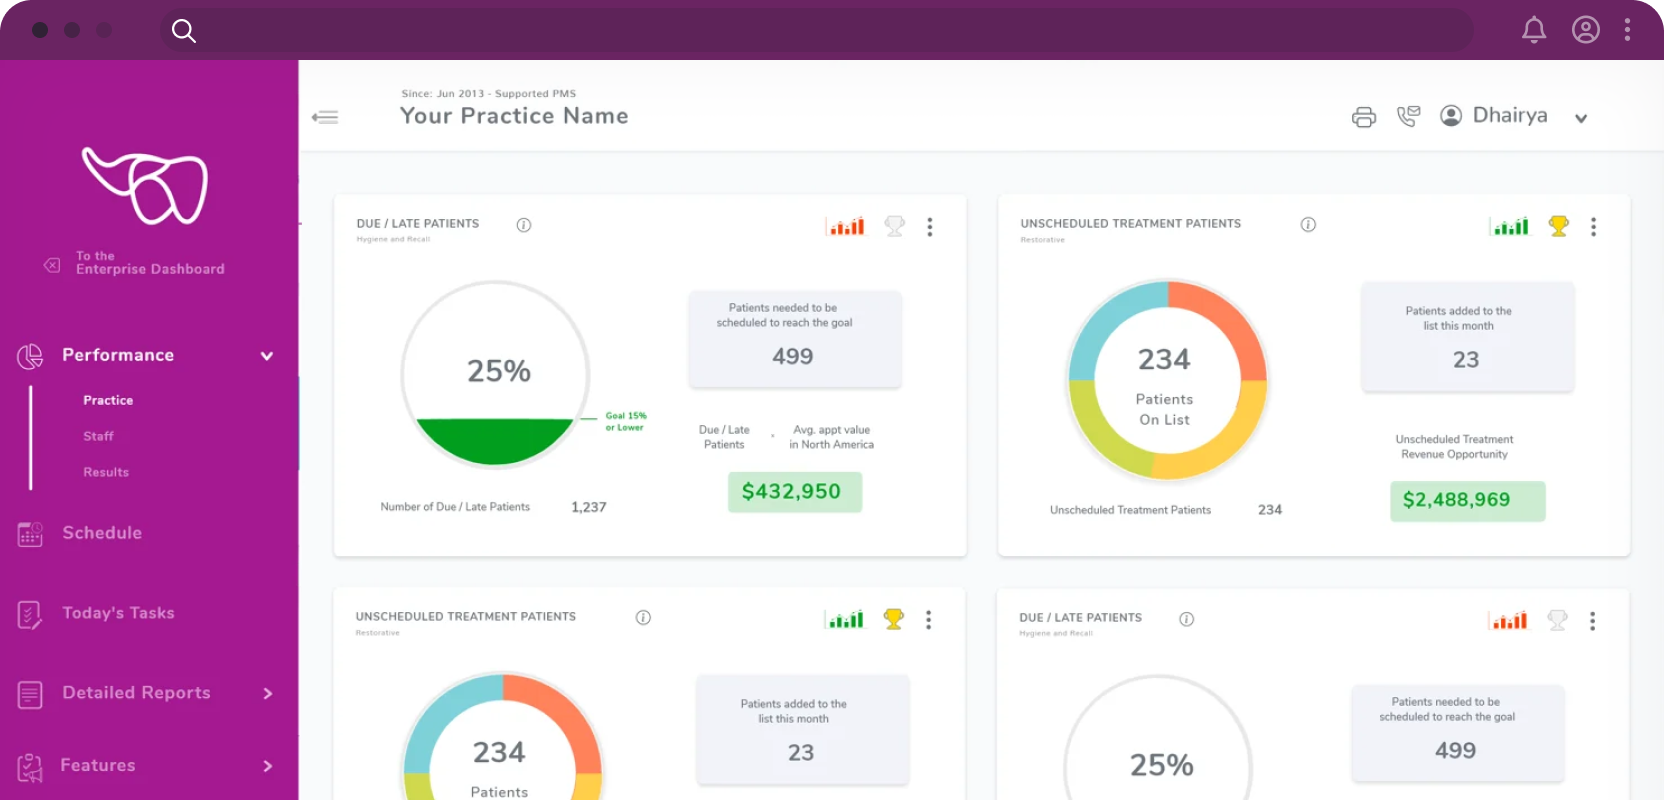 Since: Jun 2013 - Supported PMS
Your Practice Name
Dhairya
To the
Enterprise Dashboard
Performance
Practice
Staff
Results
Schedule
Today's Tasks
Detailed Reports
Features
DUE / LATE PATIENTS
Hygiene and Recall
25%
Goal 15%
or Lower
Number of Due / Late Patients 1,237
Patients needed to be
scheduled to reach the goal
499
Due / Late
Patients
Avg. appt value
in North America
$432,950
UNSCHEDULED TREATMENT PATIENTS
Restorative
234
Patients
On List
Unscheduled Treatment Patients 234
Patients added to the
list this month
23
Unscheduled Treatment
Revenue Opportunity
$2,488,969
UNSCHEDULED TREATMENT PATIENTS
Restorative
234
Patients
Patients added to the
list this month
23
DUE / LATE PATIENTS
Hygiene and Recall
25%
Patients needed to be
scheduled to reach the goal
499